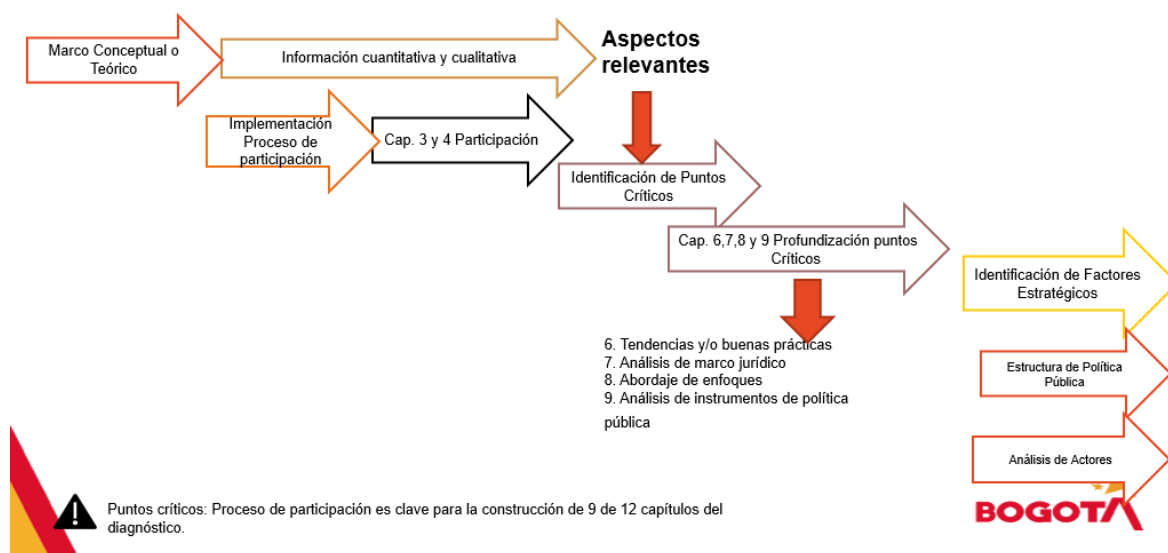 Marco Conceptual o
Teórico
Información cuantitativa y cualitativa
Aspectos
relevantes
Implementación
Proceso de
participación
Cap. 3 y 4 Participación
Identificación de Puntos
Críticos
Cap. 6,7,8 y 9 Profundización puntos
Críticos
Identificación de Factores
Estratégicos
6. Tendencias y/o buenas prácticas
7. Análisis de marco jurídico
8. Abordaje de enfoques
9. Análisis de instrumentos de política
pública
Estructura de Política
Pública
Análisis de Actores
Puntos críticos: Proceso de participación es clave para la construcción de 9 de 12 capítulos del
diagnóstico.
BOGOTÁ